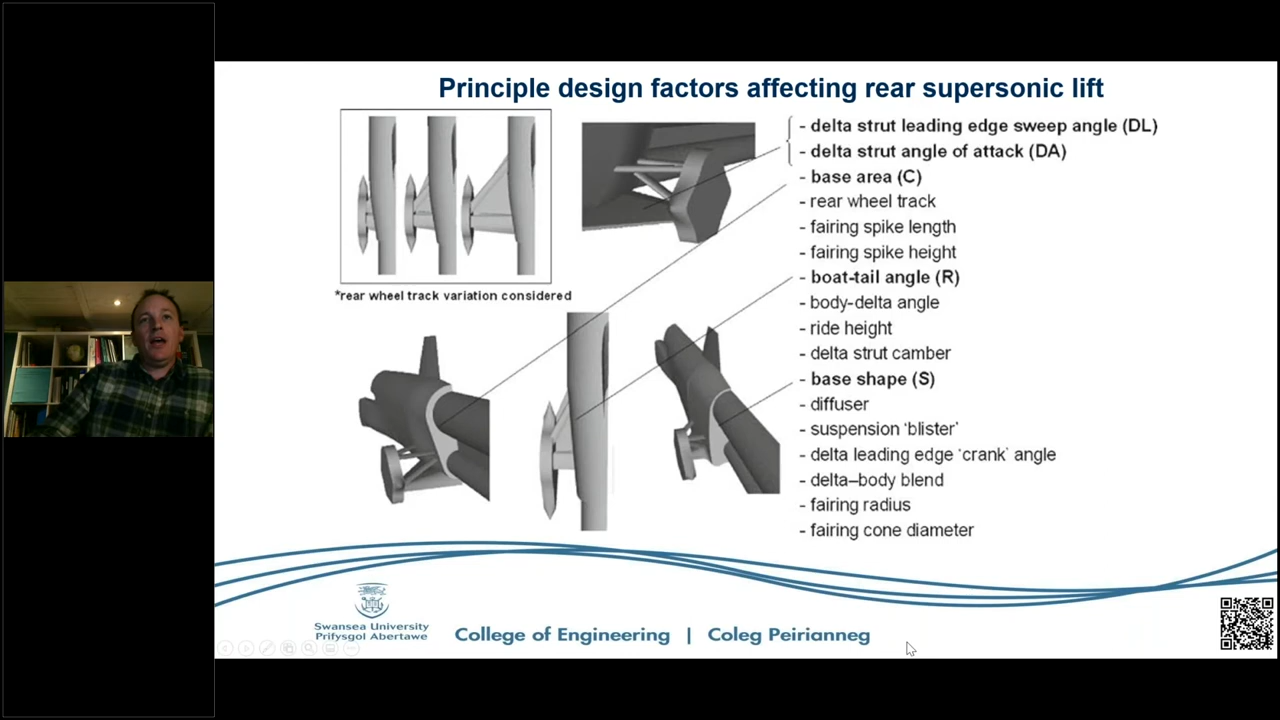 Principle design factors affecting rear supersonic lift
- delta strut leading edge sweep angle (DL)
- delta strut angle of attack (DA)
- base area (C)
- rear wheel track
- fairing spike length
- fairing spike height
- boat-tail angle (R)
- body-delta angle
- ride height
- delta strut camber
- base shape (S)
- diffuser
- suspension ‘blister’
- delta leading edge ‘crank’ angle
- delta–body blend
- fairing radius
- fairing cone diameter
*rear wheel track variation considered
Swansea University
Prifysgol Abertawe
College of Engineering | Coleg Peirianneg